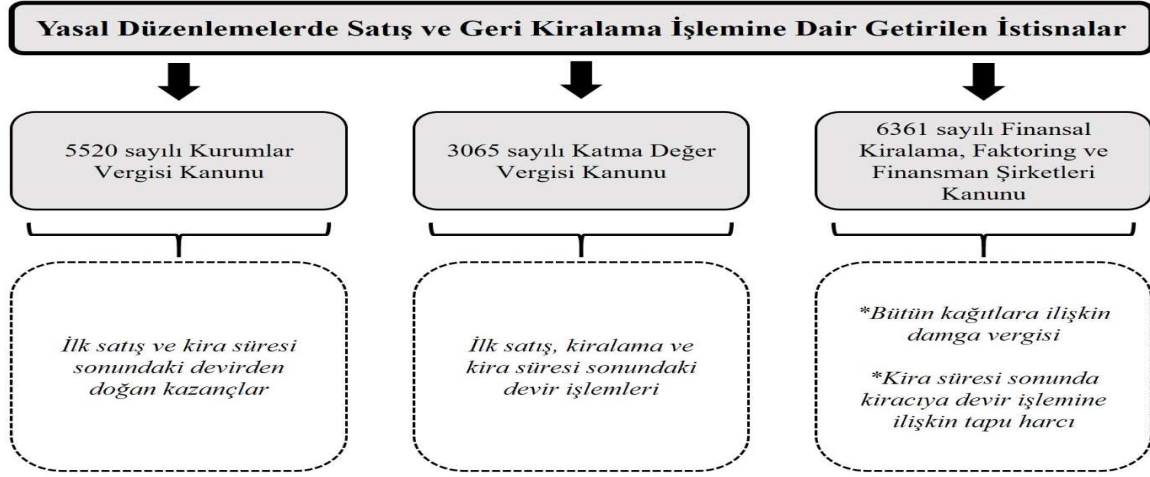 Yasal Düzenlemelerde Satış ve Geri Kiralama İşlemine Dair Getirilen İstisnalar
5520 sayılı Kurumlar
Vergisi Kanunu
İlk satış ve kira süresi
sonundaki devirden
doğan kazançlar
3065 sayılı Katma Değer
Vergisi Kanunu
İlk satış, kiralama ve
kira süresi sonundaki
devir işlemleri
6361 sayılı Finansal
Kiralama, Faktoring ve
Finansman Şirketleri
Kanunu
*Bütün kağıtlara ilişkin
damga vergisi
*Kira süresi sonunda
kiracıya devir işlemine
ilişkin tapu harcı